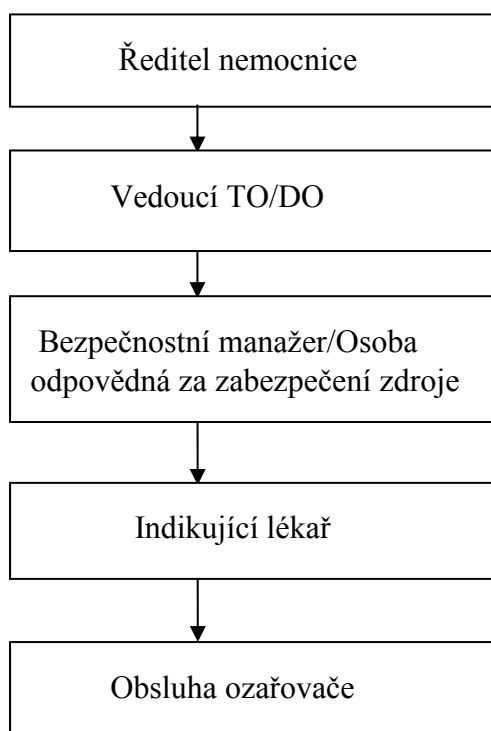 Ředitel nemocnice
Vedoucí TO/DO
Bezpečnostní manažer/Osoba
odpovědná za zabezpečení zdroje
Indikující lékař
Obsluha ozařovače